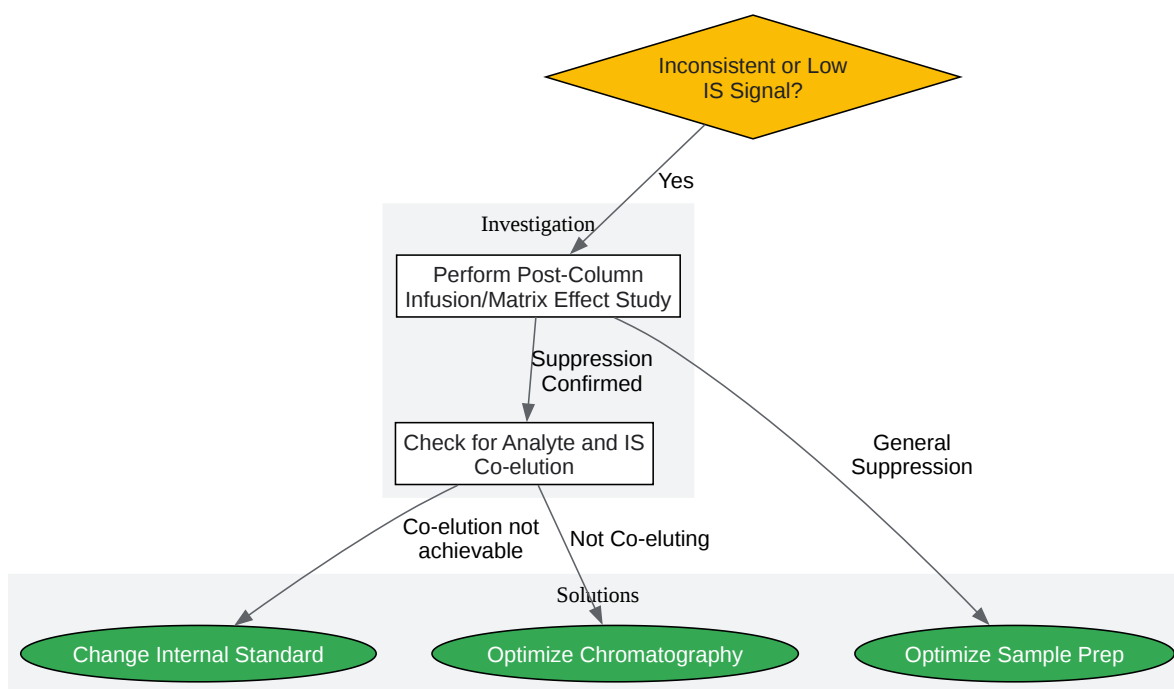 Inconsistent or Low
IS Signal?
Yes
Investigation
Perform Post-Column
Infusion/Matrix Effect Study
Suppression
Confirmed
General
Suppression
Check for Analyte and IS
Co-elution
Co-elution not
achievable
Not Co-eluting
Solutions
Change Internal Standard
Optimize Chromatography
Optimize Sample Prep